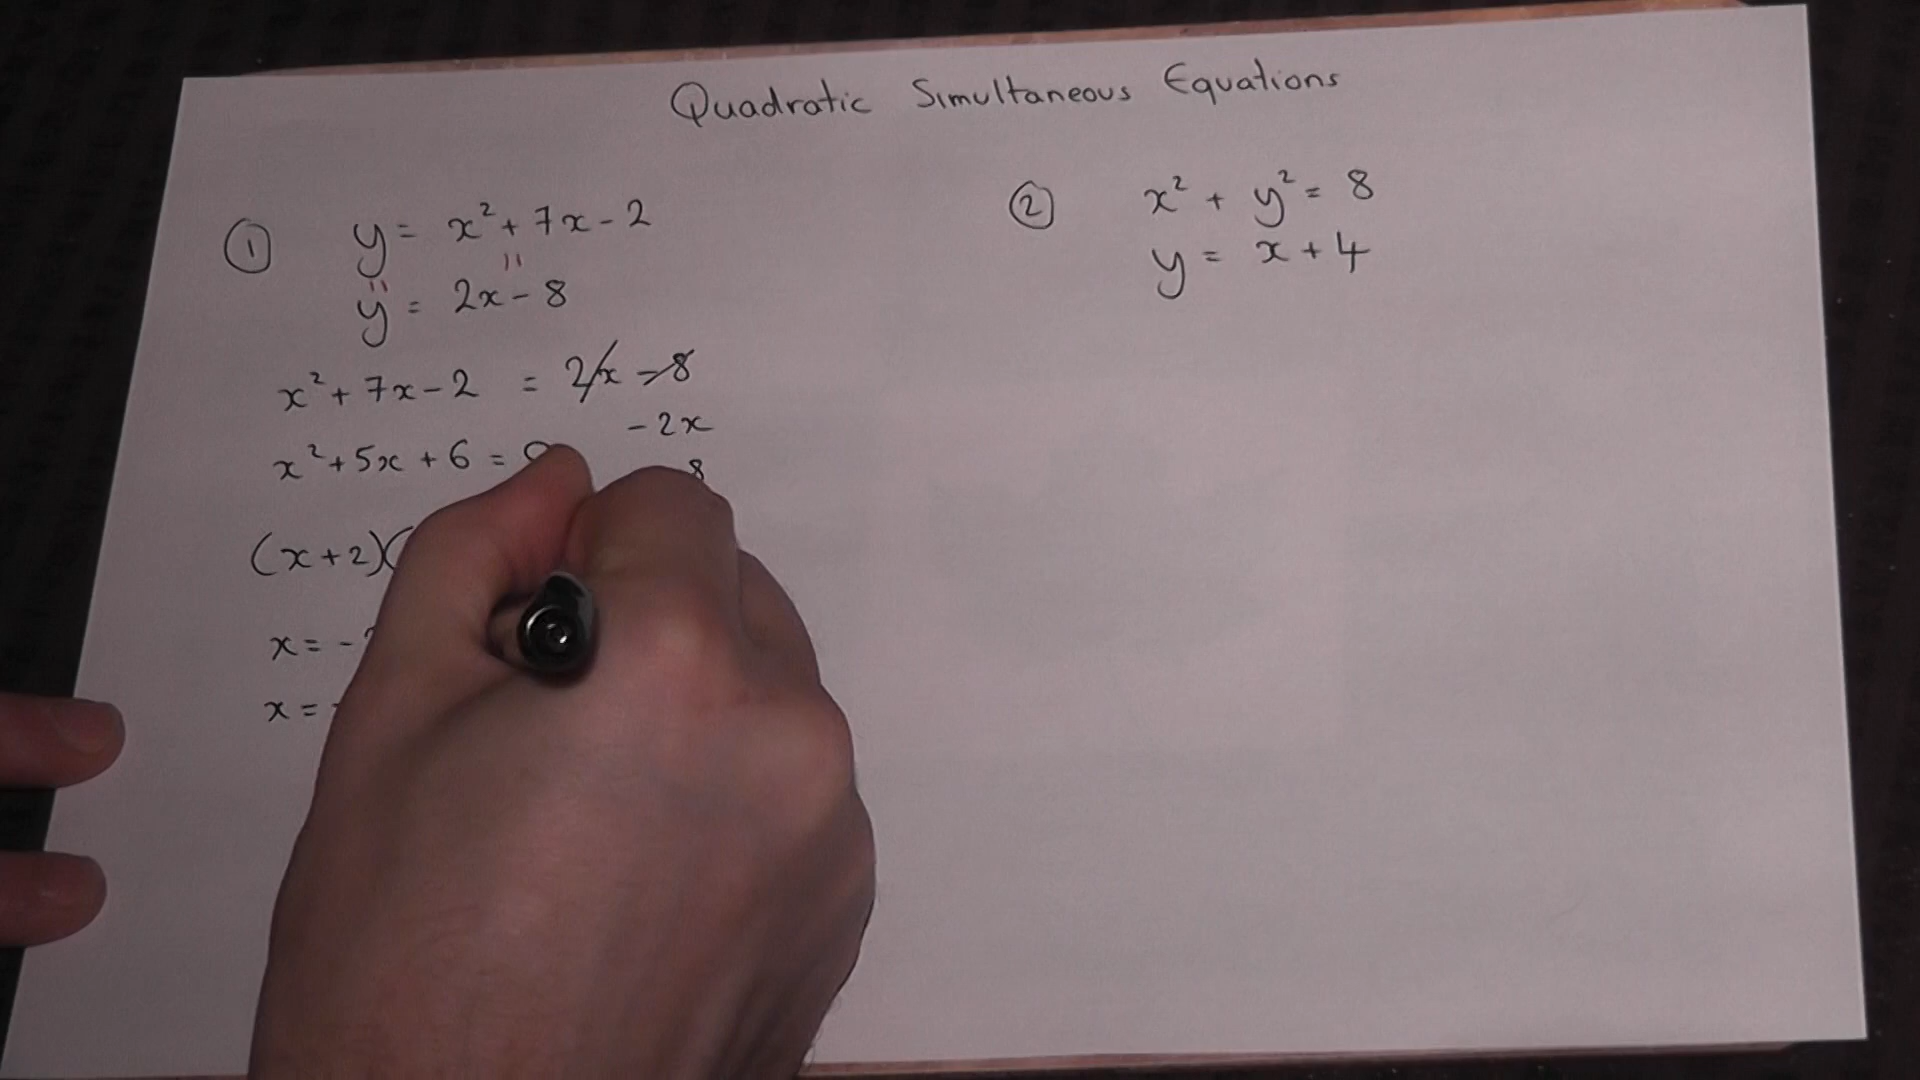 Quadratic Simultaneous Equations
① y = x² + 7x - 2
y = 2x - 8
x² + 7x - 2 = 2x - 8
- 2x
x² + 5x + 6 =
8
(x + 2)(
x = -
x = -
② x² + y² = 8
y = x + 4